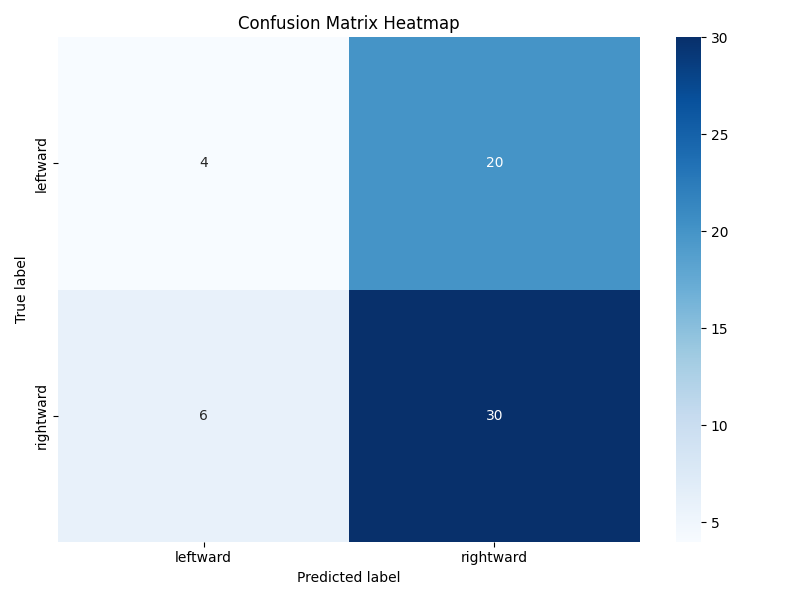 Confusion Matrix Heatmap
True label
leftward
rightward
4
20
6
30
leftward
rightward
Predicted label
30
25
20
15
10
5